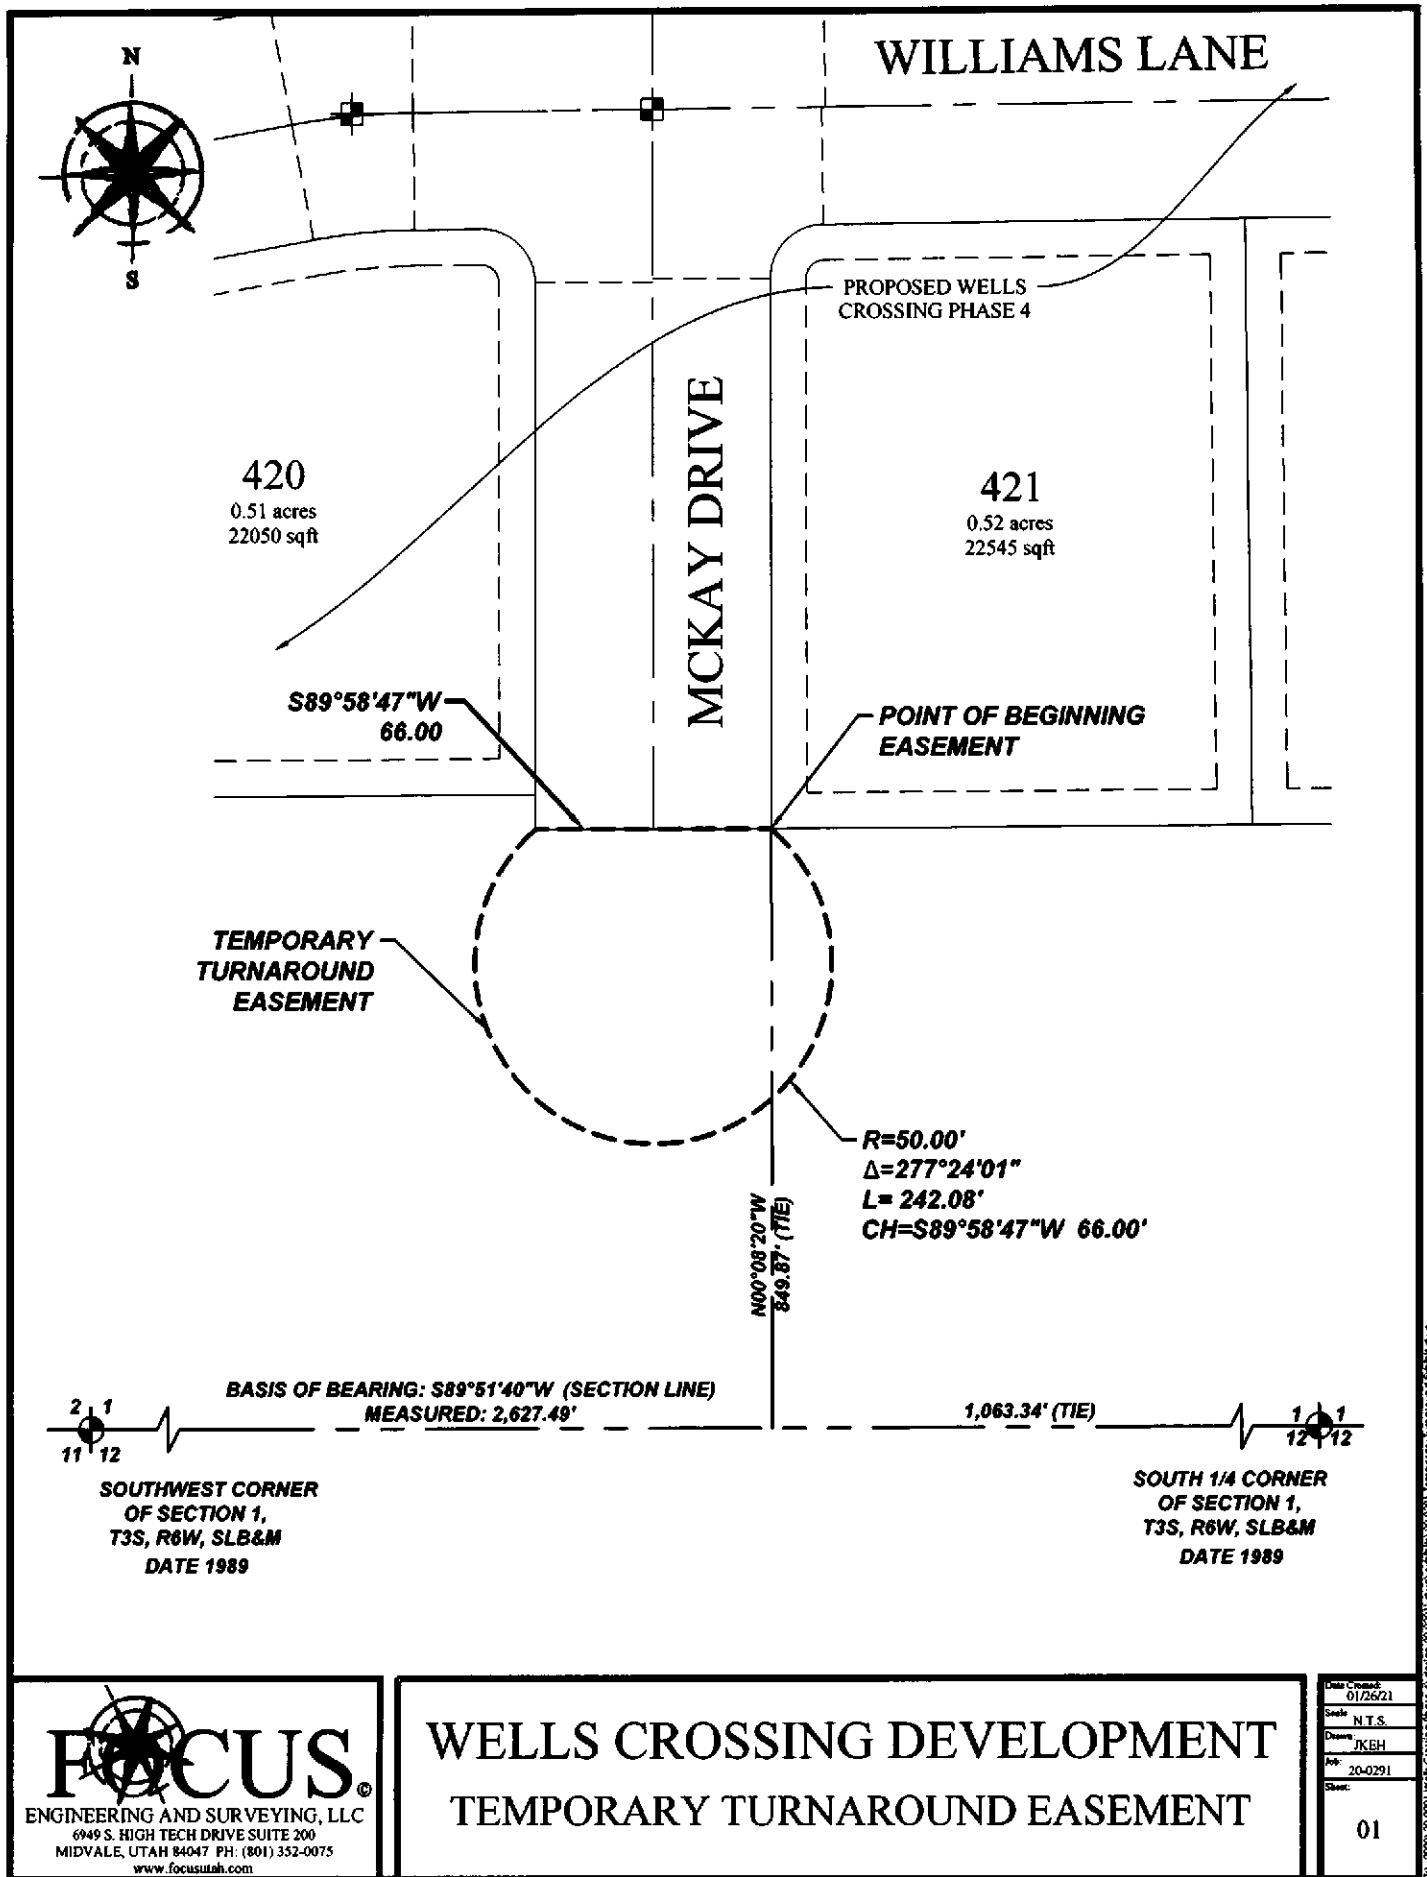 WILLIAMS LANE
N
S
PROPOSED WELLS
CROSSING PHASE 4
MCKAY DRIVE
420
0.51 acres
22050 sqft
421
0.52 acres
22545 sqft
S89°58'47"W
66.00
POINT OF BEGINNING
EASEMENT
TEMPORARY
TURNAROUND
EASEMENT
R=50.00'
Δ=277°24'01"
L= 242.08'
CH=S89°58'47"W 66.00'
N00°08'20"W
849.87' (TIE)
BASIS OF BEARING: S89°51'40"W (SECTION LINE)
MEASURED: 2,627.49'
1,063.34' (TIE)
2 1
11 12
1 1
12 12
SOUTHWEST CORNER
OF SECTION 1,
T3S, R6W, SLB&M
DATE 1989
SOUTH 1/4 CORNER
OF SECTION 1,
T3S, R6W, SLB&M
DATE 1989
FOCUS©
ENGINEERING AND SURVEYING, LLC
6949 S. HIGH TECH DRIVE SUITE 200
MIDVALE, UTAH 84047 PH: (801) 352-0075
www.focusutah.com
WELLS CROSSING DEVELOPMENT
TEMPORARY TURNAROUND EASEMENT
Date Created:
01/26/21
Scale:
N.T.S.
Drawn:
JKEH
Job:
20-0291
Sheet:
01